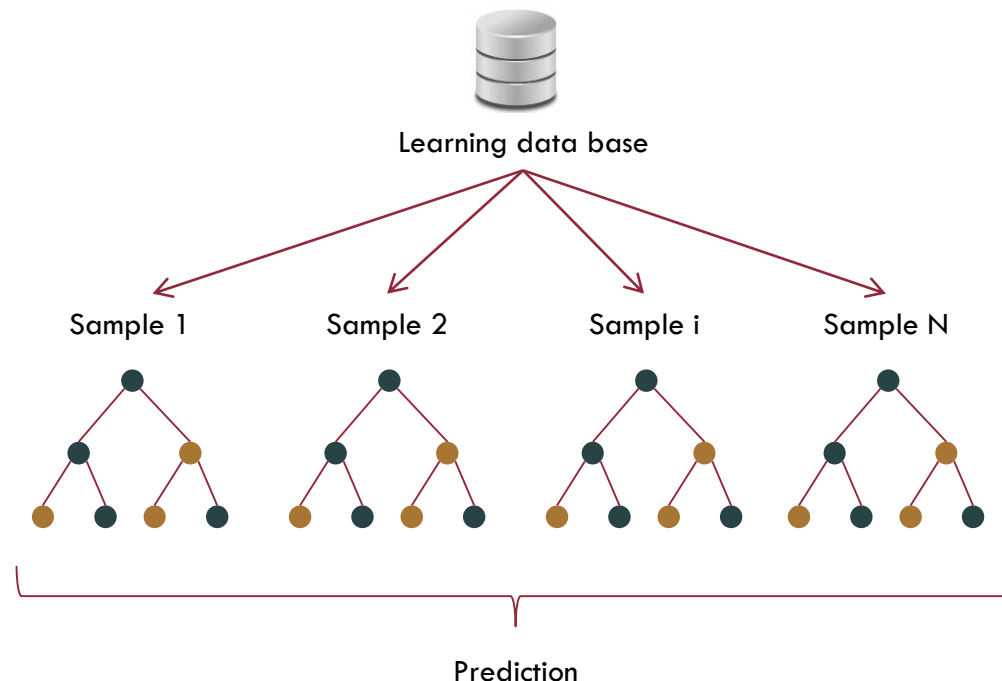 Learning data base
Sample 1
Sample 2
Sample i
Sample N
Prediction